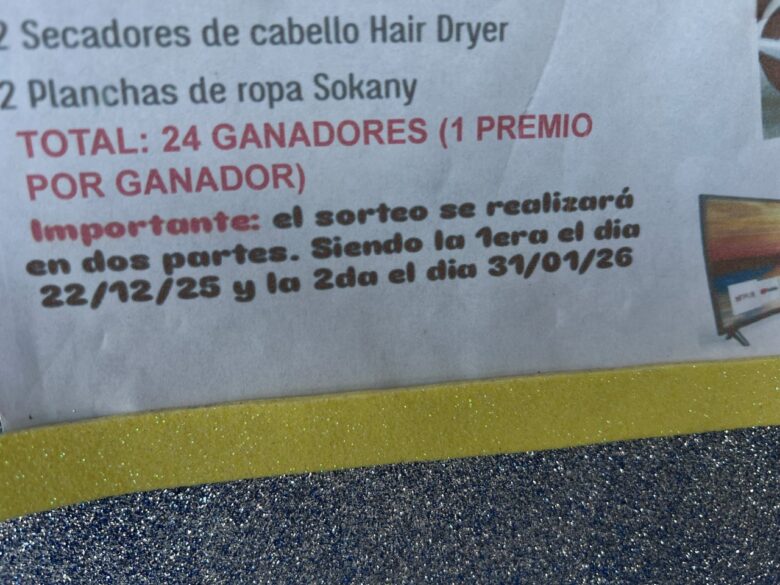 2 Secadores de cabello Hair Dryer
2 Planchas de ropa Sokany
TOTAL: 24 GANADORES (1 PREMIO
POR GANADOR)
Importante: el sorteo se realizará
en dos partes. Siendo la 1era el dia
22/12/25 y la 2da el dia 31/01/26